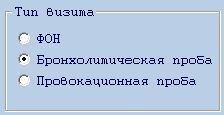 Тип визита
ФОН
Бронхолитическая проба
Провокационная проба